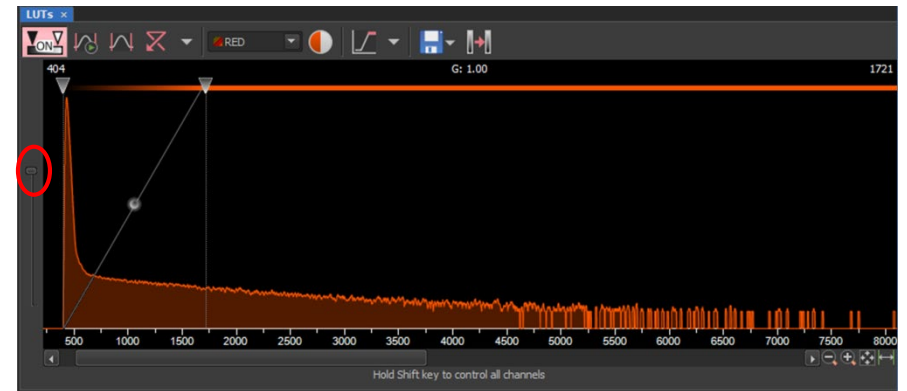 LUTs ×
ON RED
404 G: 1.00 1721
500 1000 1500 2000 2500 3000 3500 4000 4500 5000 5500 6000 6500 7000 7500 8000
Hold Shift key to control all channels